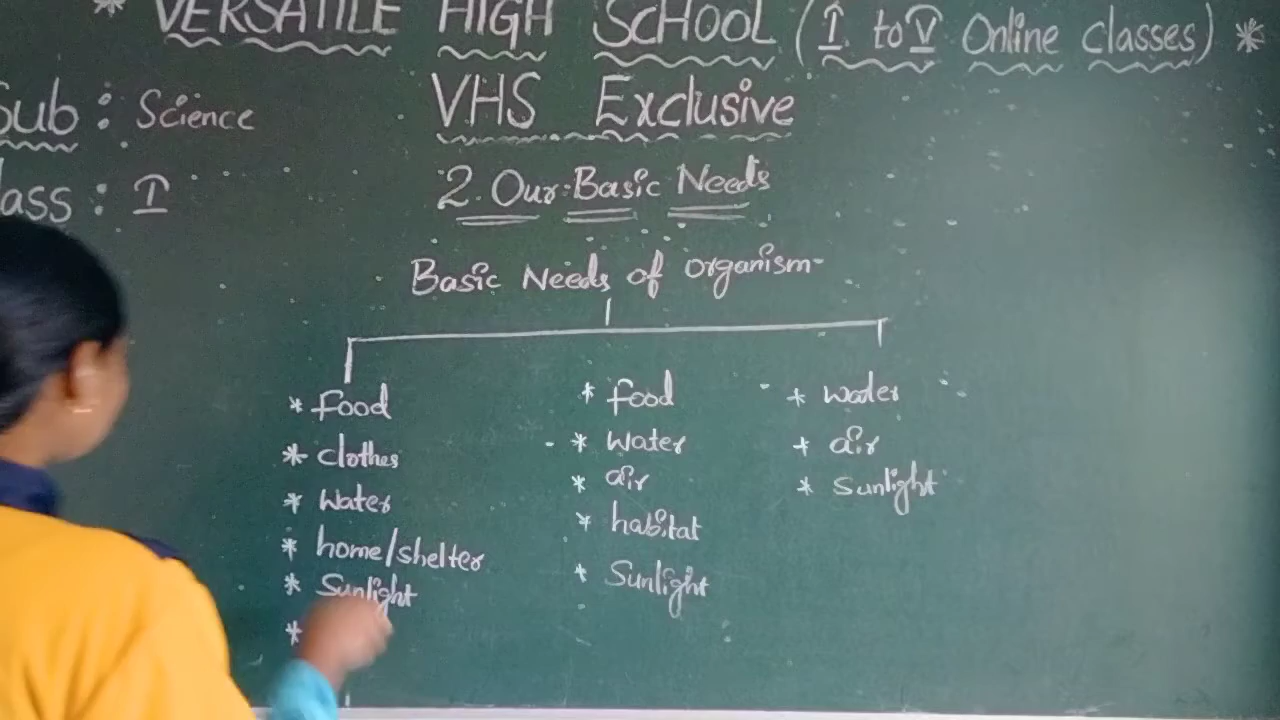 * VERSATILE HIGH SCHOOL (I to V Online classes) *
Sub : Science
VHS Exclusive
lass : I
2. Our Basic Needs
Basic Needs of organism
* food
* clothes
* water
* home/shelter
* Sunlight
*
* food
* water
* air
* habitat
* Sunlight
* water
* air
* Sunlight